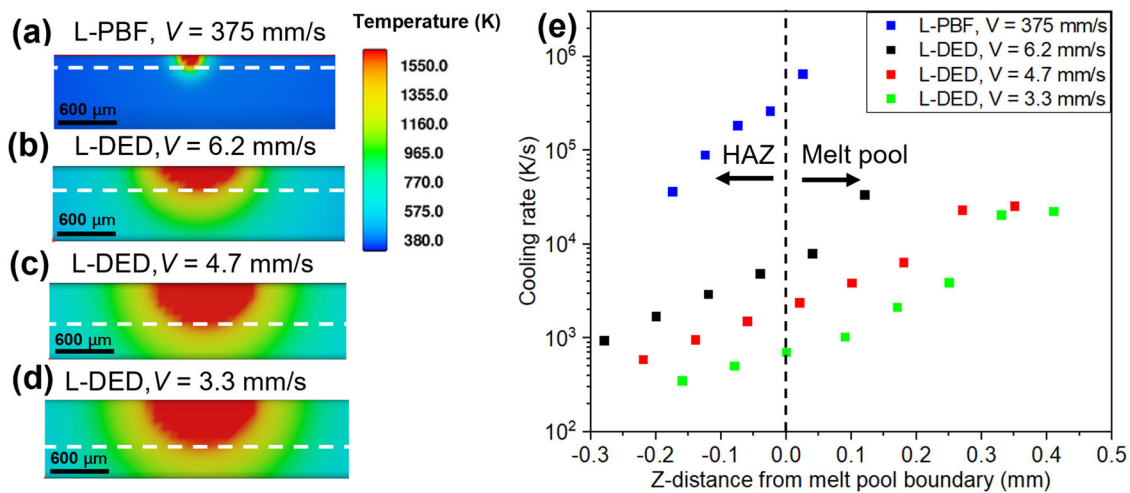 (a) L-PBF, V = 375 mm/s
600 μm
(b) L-DED, V = 6.2 mm/s
600 μm
(c) L-DED, V = 4.7 mm/s
600 μm
(d) L-DED, V = 3.3 mm/s
600 μm
Temperature (K)
1550.0
1355.0
1160.0
965.0
770.0
575.0
380.0
(e)
L-PBF, V = 375 mm/s
L-DED, V = 6.2 mm/s
L-DED, V = 4.7 mm/s
L-DED, V = 3.3 mm/s
HAZ
Melt pool
Cooling rate (K/s)
10⁶
10⁵
10⁴
10³
10²
-0.3 -0.2 -0.1 0.0 0.1 0.2 0.3 0.4 0.5
Z-distance from melt pool boundary (mm)